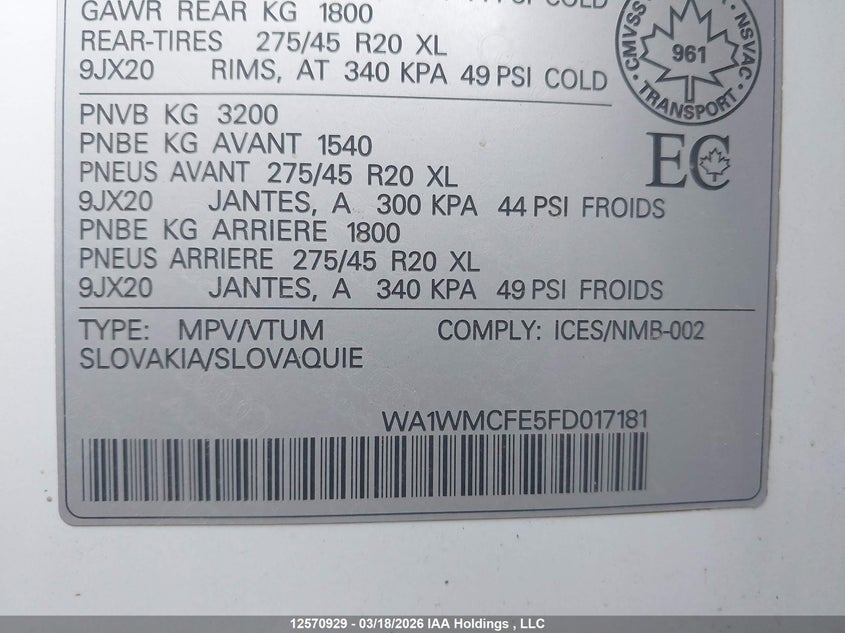 COLD
GAWR REAR KG 1800
REAR-TIRES 275/45 R20 XL
9JX20 RIMS, AT 340 KPA 49 PSI COLD
CMVSS NSVAC
961
TRANSPORT
PNVB KG 3200
PNBE KG AVANT 1540
PNEUS AVANT 275/45 R20 XL
EC
9JX20 JANTES, A 300 KPA 44 PSI FROIDS
PNBE KG ARRIERE 1800
PNEUS ARRIERE 275/45 R20 XL
9JX20 JANTES, A 340 KPA 49 PSI FROIDS
TYPE: MPV/VTUM COMPLY: ICES/NMB-002
SLOVAKIA/SLOVAQUIE
WA1WMCFE5FD017181
12570929 - 03/18/2026 IAA Holdings , LLC